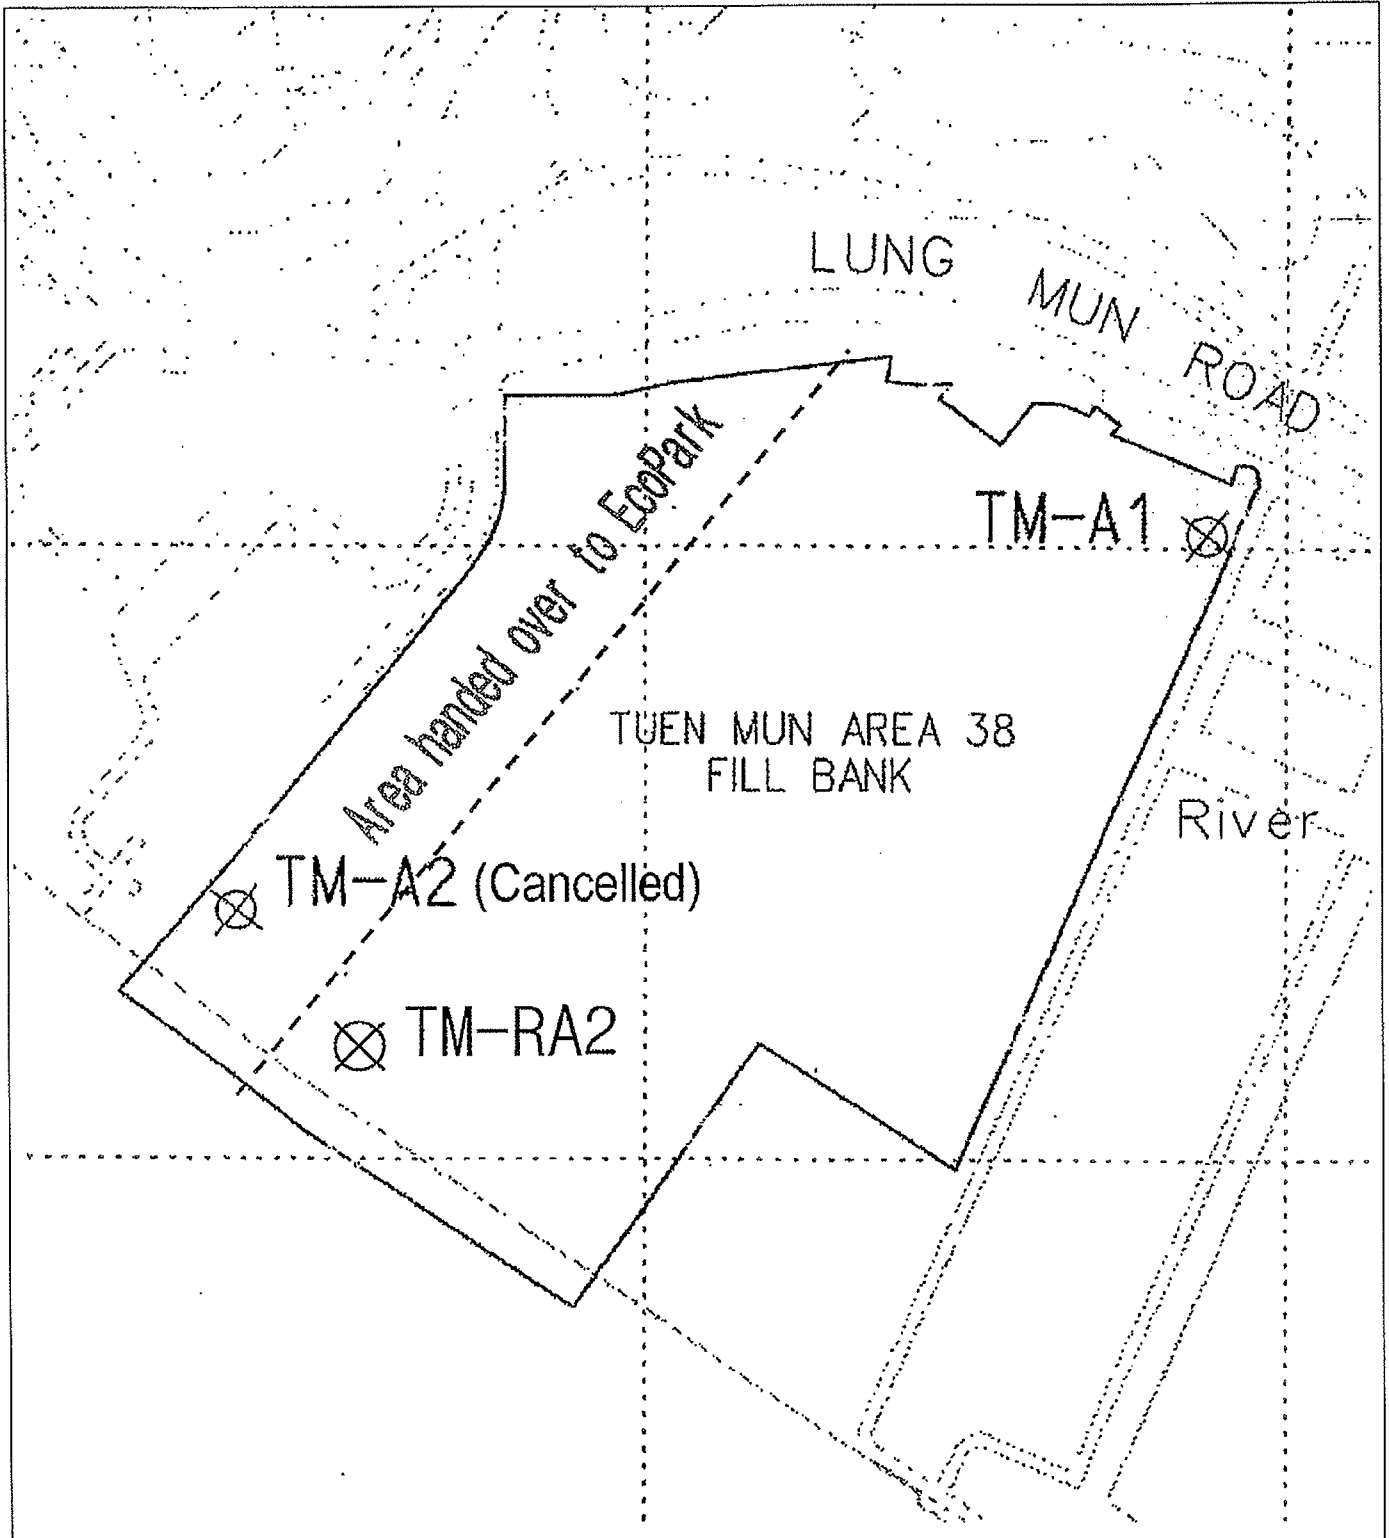 LUNG MUN ROAD
Area handed over to EcoPark
TM-A1
TUEN MUN AREA 38
FILL BANK
River
TM-A2 (Cancelled)
TM-RA2